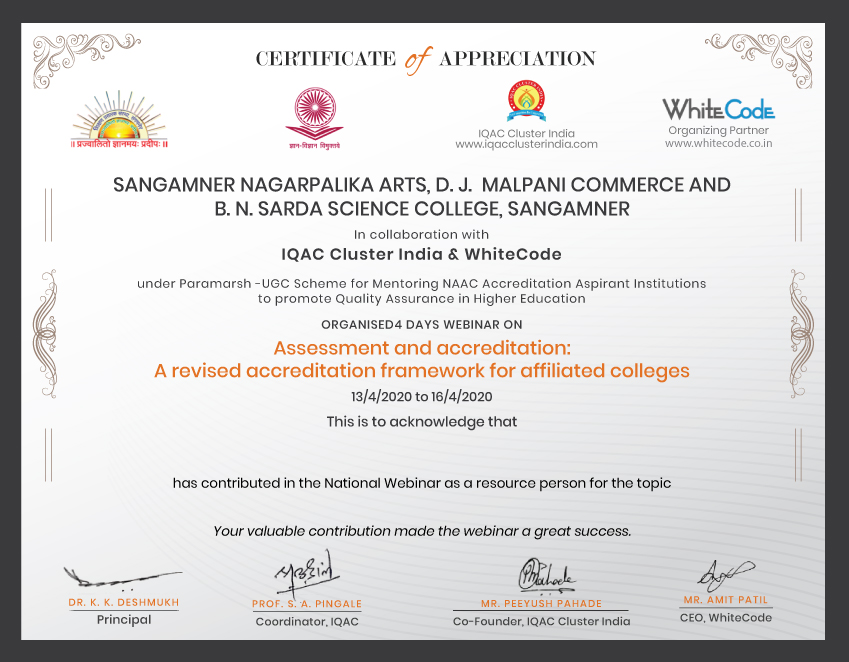 CERTIFICATE of APPRECIATION
॥ प्रज्वालितो ज्ञानमयः प्रदीपः ॥
ज्ञान-विज्ञान विमुक्तये
IQAC Cluster India
www.iqacclusterindia.com
WhiteCode
Organizing Partner
www.whitecode.co.in
SANGAMNER NAGARPALIKA ARTS, D. J. MALPANI COMMERCE AND
B. N. SARDA SCIENCE COLLEGE, SANGAMNER
In collaboration with
IQAC Cluster India & WhiteCode
under Paramarsh -UGC Scheme for Mentoring NAAC Accreditation Aspirant Institutions
to promote Quality Assurance in Higher Education
ORGANISED4 DAYS WEBINAR ON
Assessment and accreditation:
A revised accreditation framework for affiliated colleges
13/4/2020 to 16/4/2020
This is to acknowledge that
has contributed in the National Webinar as a resource person for the topic
Your valuable contribution made the webinar a great success.
DR. K. K. DESHMUKH
Principal
PROF. S. A. PINGALE
Coordinator, IQAC
MR. PEEYUSH PAHADE
Co-Founder, IQAC Cluster India
MR. AMIT PATIL
CEO, WhiteCode